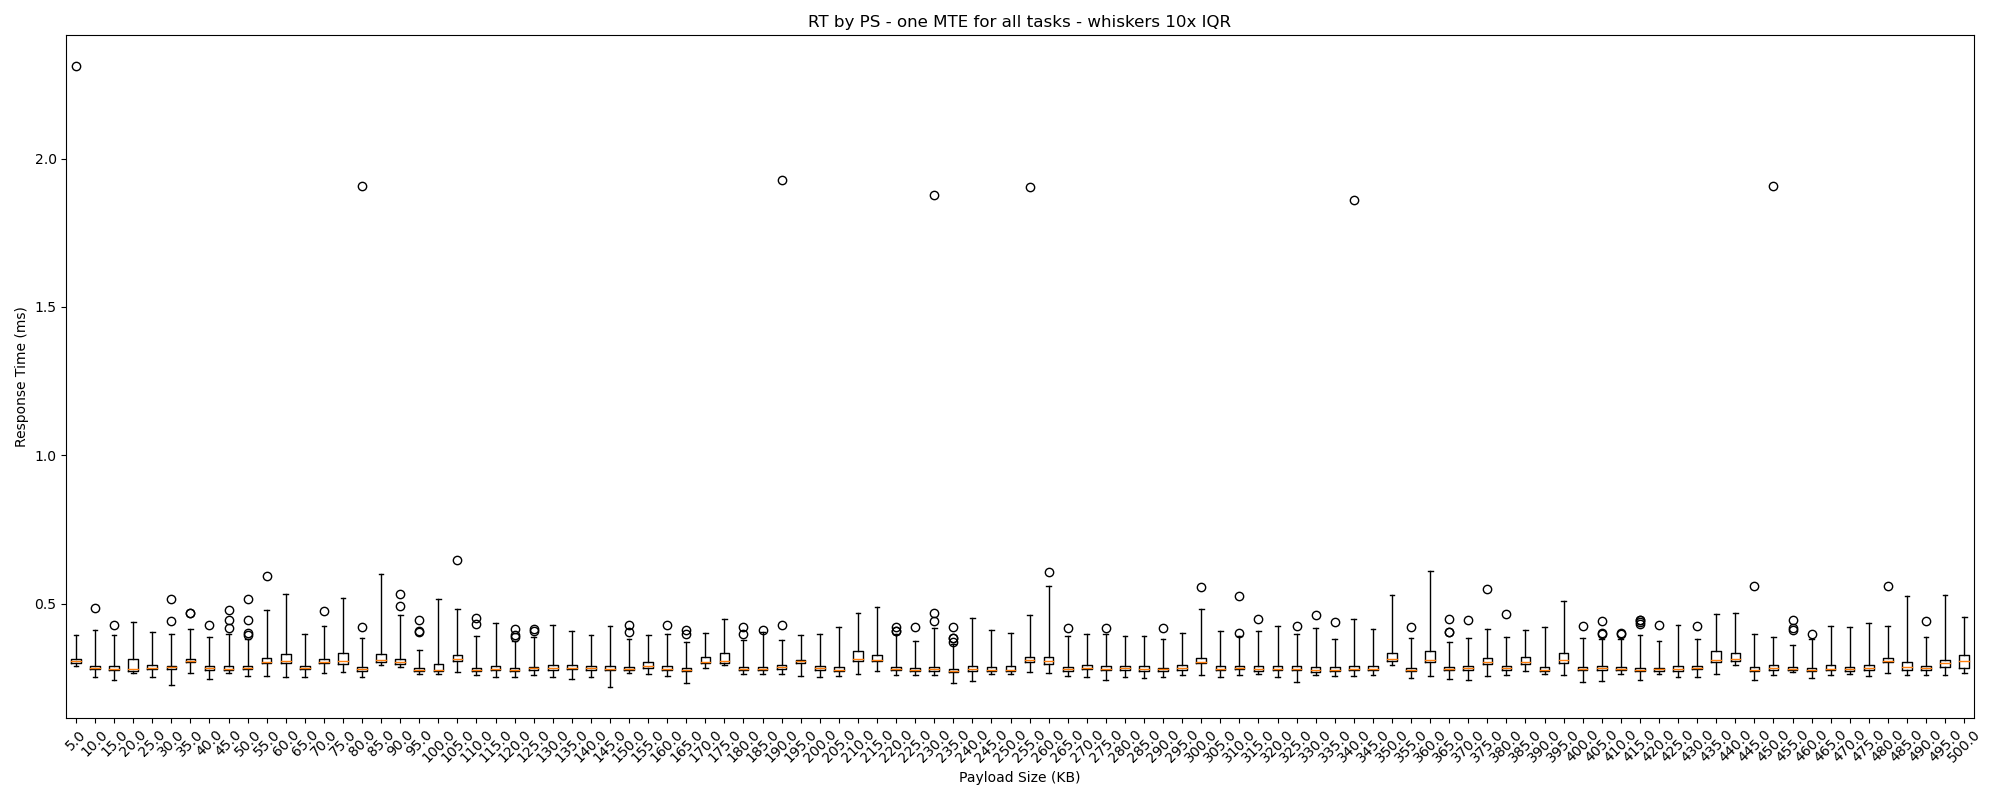 RT by PS - one MTE for all tasks - whiskers 10x IQR
Response Time (ms)
2.0
1.5
1.0
0.5
5.0 10.0 15.0 20.0 25.0 30.0 35.0 40.0 45.0 50.0 55.0 60.0 65.0 70.0 75.0 80.0 85.0 90.0 95.0 100.0 105.0 110.0 115.0 120.0 125.0 130.0 135.0 140.0 145.0 150.0 155.0 160.0 165.0 170.0 175.0 180.0 185.0 190.0 195.0 200.0 205.0 210.0 215.0 220.0 225.0 230.0 235.0 240.0 245.0 250.0 255.0 260.0 265.0 270.0 275.0 280.0 285.0 290.0 295.0 300.0 305.0 310.0 315.0 320.0 325.0 330.0 335.0 340.0 345.0 350.0 355.0 360.0 365.0 370.0 375.0 380.0 385.0 390.0 395.0 400.0 405.0 410.0 415.0 420.0 425.0 430.0 435.0 440.0 445.0 450.0 455.0 460.0 465.0 470.0 475.0 480.0 485.0 490.0 495.0 500.0
Payload Size (KB)